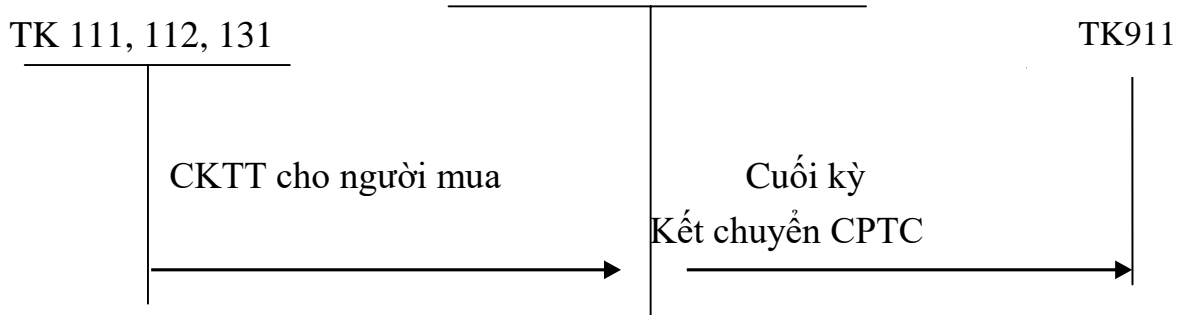 TK 111, 112, 131
TK911
CKTT cho người mua
Cuối kỳ
Kết chuyển CPTC